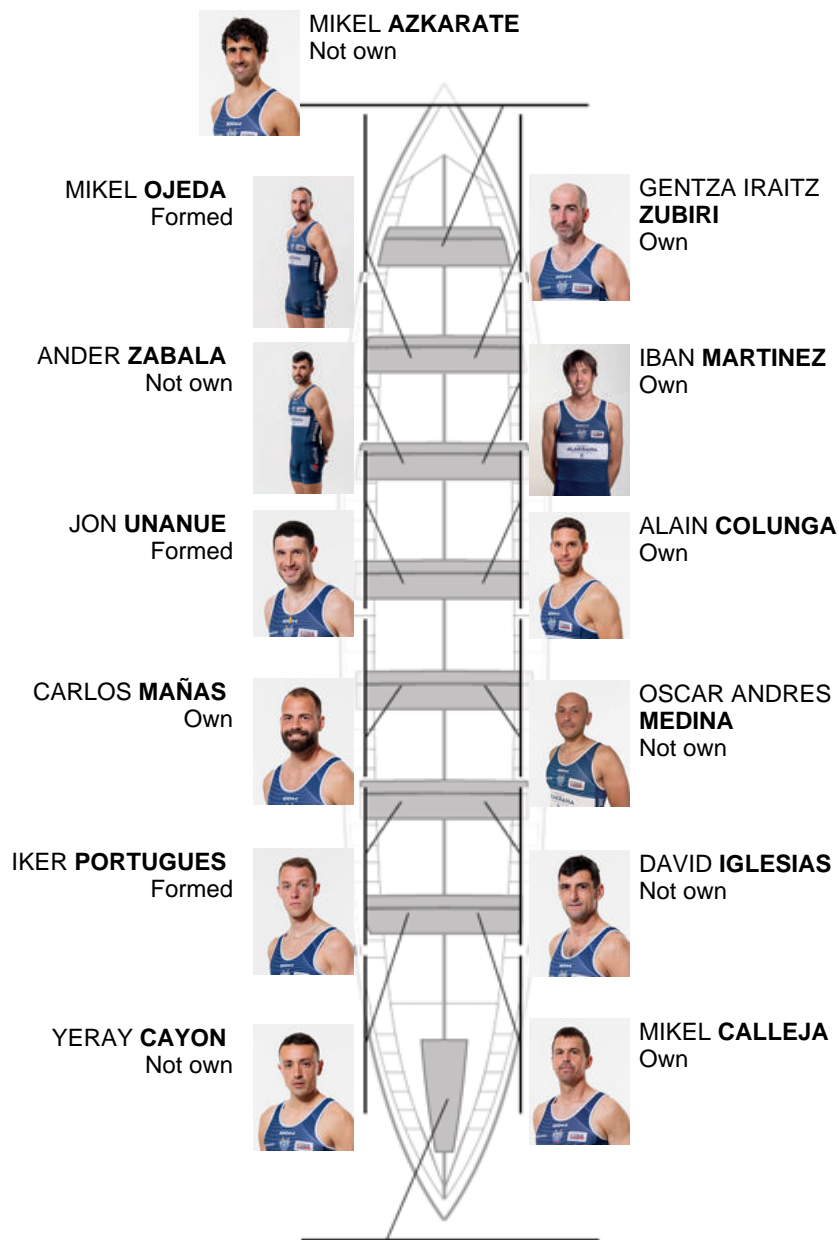 MIKEL AZKARATE
Not own
MIKEL OJEDA
Formed
GENTZA IRAITZ
ZUBIRI
Own
ANDER ZABALA
Not own
IBAN MARTINEZ
Own
JON UNANUE
Formed
ALAIN COLUNGA
Own
CARLOS MAÑAS
Own
OSCAR ANDRES
MEDINA
Not own
IKER PORTUGUES
Formed
DAVID IGLESIAS
Not own
YERAY CAYON
Not own
MIKEL CALLEJA
Own